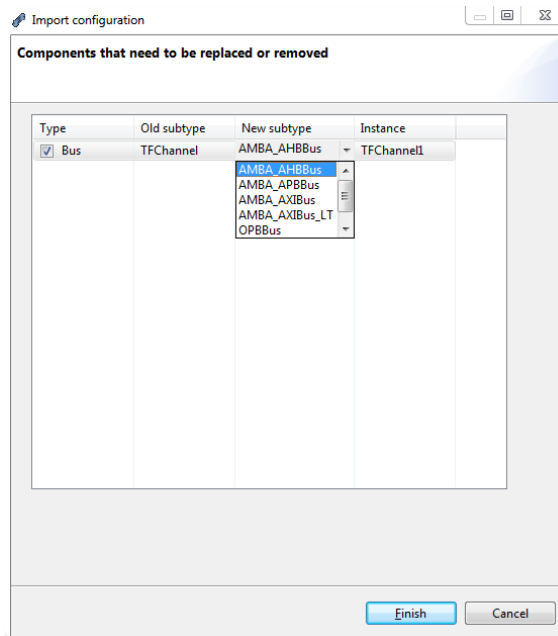 Import configuration
Components that need to be replaced or removed
Type Old subtype New subtype Instance
Bus TFChannel AMBA_AHBBus TFChannel1
AMBA_AHBBus
AMBA_APBBus
AMBA_AXIBus
AMBA_AXIBus_LT
OPBBus
Finish Cancel